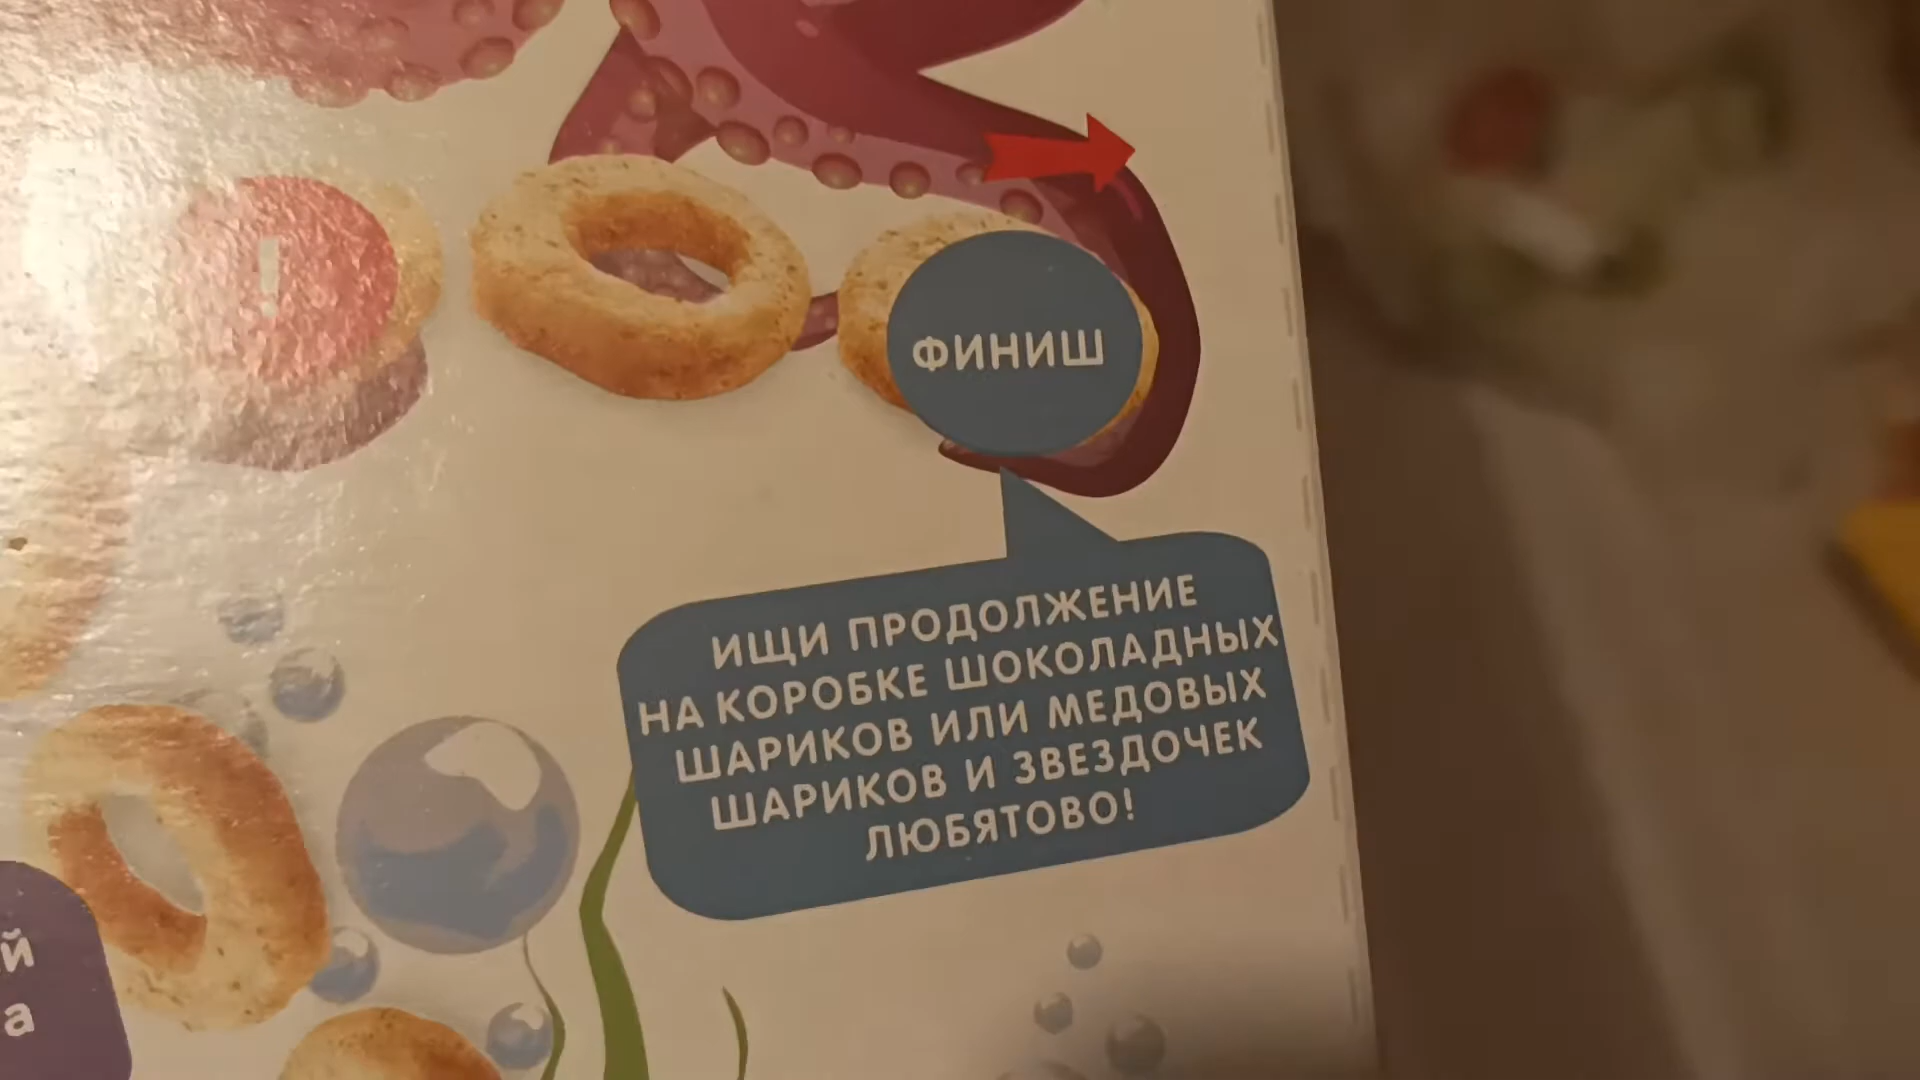 !
ФИНИШ
ИЩИ ПРОДОЛЖЕНИЕ
НА КОРОБКЕ ШОКОЛАДНЫХ
ШАРИКОВ ИЛИ МЕДОВЫХ
ШАРИКОВ И ЗВЕЗДОЧЕК
ЛЮБЯТОВО!
й
а